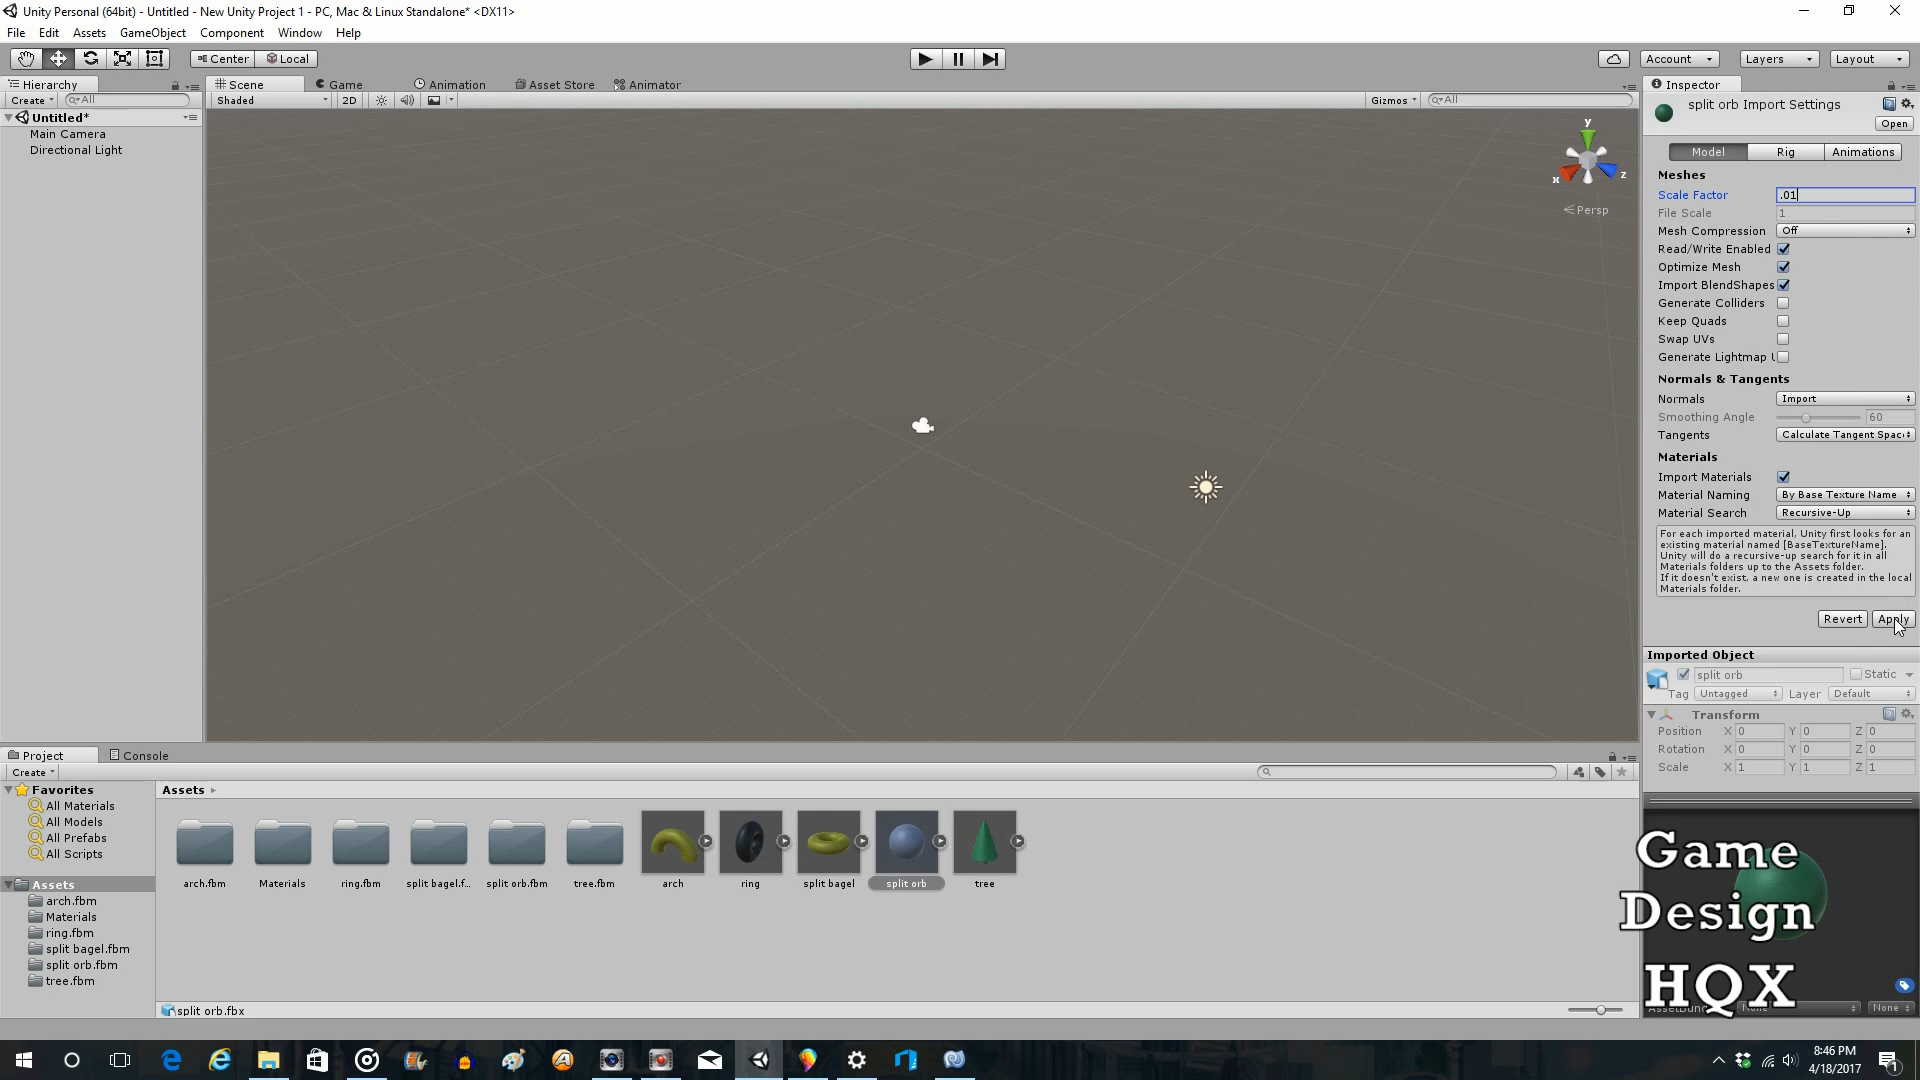 Unity Personal (64bit) - Untitled - New Unity Project 1 - PC, Mac & Linux Standalone* <DX11>
File Edit Assets GameObject Component Window Help
Center Local Account Layers Layout
Hierarchy Scene Game Animation Asset Store Animator Inspector
Create All Shaded 2D Gizmos All
Untitled*
Main Camera
Directional Light
y
x z
Persp
split orb Import Settings
Open
Model Rig Animations
Meshes
Scale Factor .01
File Scale 1
Mesh Compression Off
Read/Write Enabled
Optimize Mesh
Import BlendShapes
Generate Colliders
Keep Quads
Swap UVs
Generate Lightmap U
Normals & Tangents
Normals Import
Smoothing Angle 60
Tangents Calculate Tangent Spac
Materials
Import Materials
Material Naming By Base Texture Name
Material Search Recursive-Up
For each imported material, Unity first looks for an
existing material named [BaseTextureName].
Unity will do a recursive-up search for it in all
Materials folders up to the Assets folder.
If it doesn't exist, a new one is created in the local
Materials folder.
Revert Apply
Imported Object
split orb Static
Tag Untagged Layer Default
Transform
Position X 0 Y 0 Z 0
Rotation X 0 Y 0 Z 0
Scale X 1 Y 1 Z 1
Project Console
Create
Favorites
All Materials
All Models
All Prefabs
All Scripts
Assets
arch.fbm
Materials
ring.fbm
split bagel.fbm
split orb.fbm
tree.fbm
Assets
arch.fbm Materials ring.fbm split bagel.f... split orb.fbm tree.fbm arch ring split bagel split orb tree
split orb.fbx
Game
Design
HQX
None None
8:46 PM
4/18/2017
1